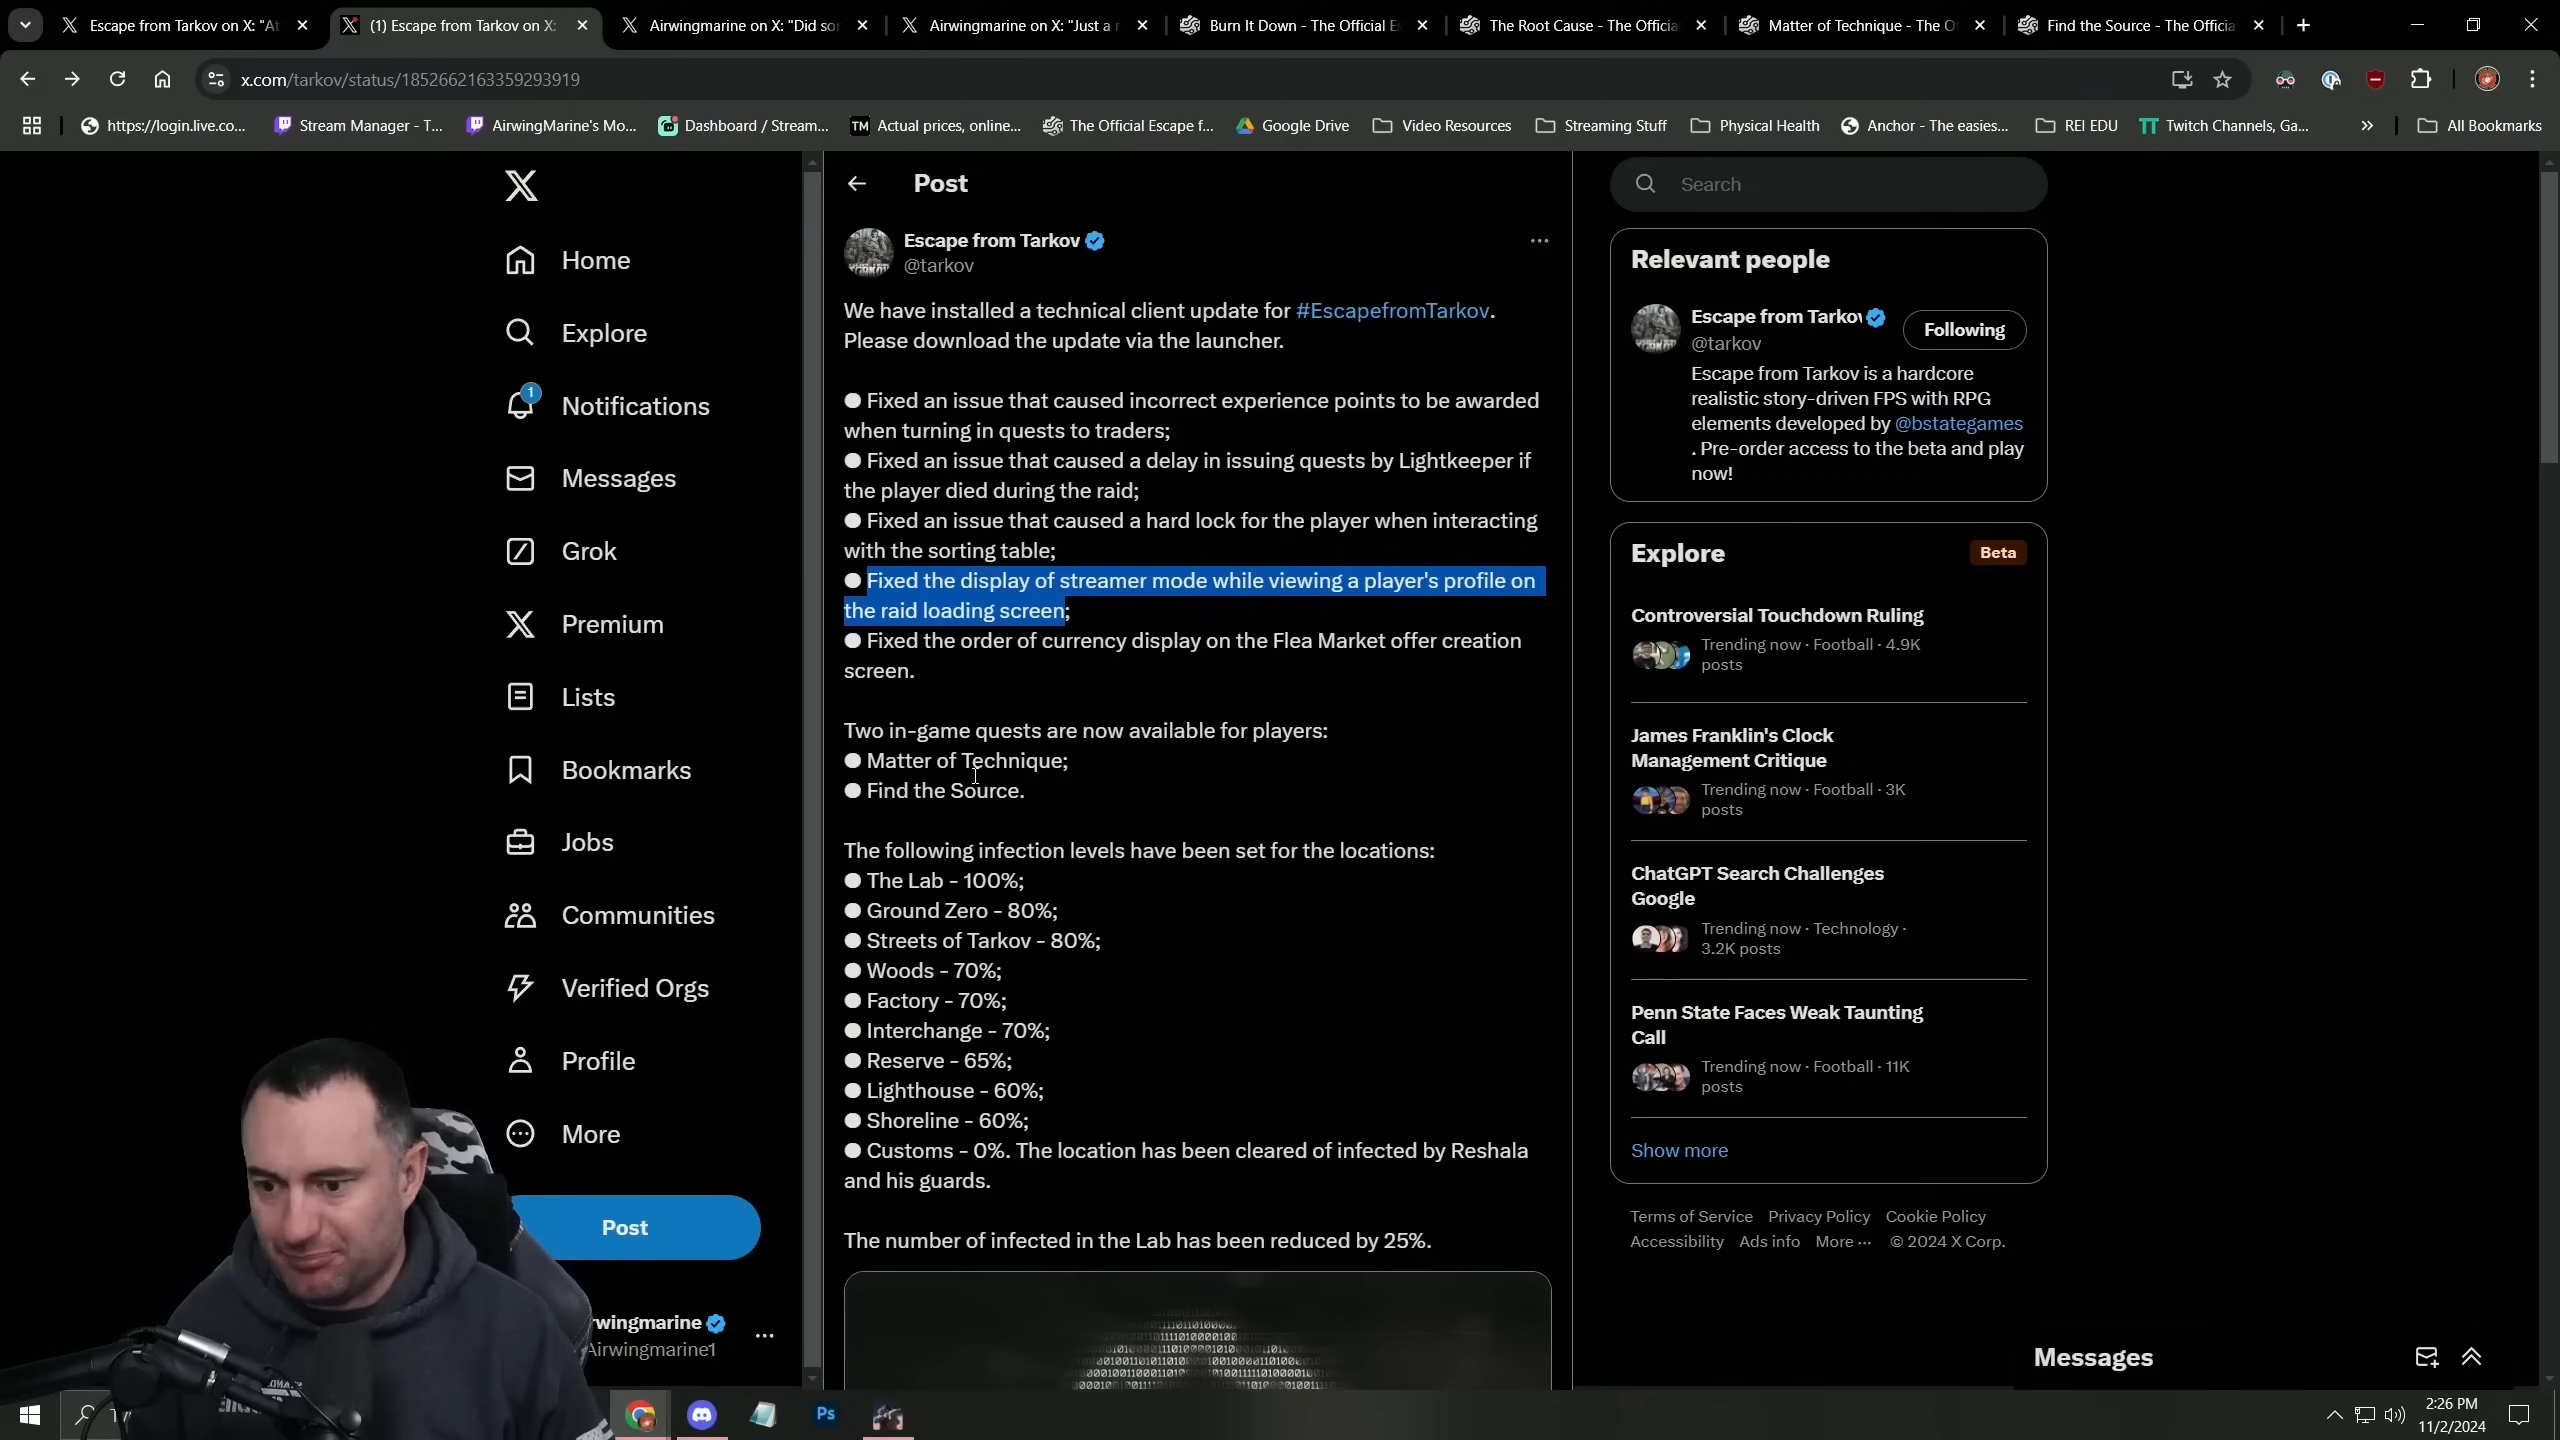 Escape from Tarkov on X: "At
(1) Escape from Tarkov on X:
Airwingmarine on X: "Did sor
Airwingmarine on X: "Just a r
Burn It Down - The Official Es
The Root Cause - The Officia
Matter of Technique - The O
Find the Source - The Officia
x.com/tarkov/status/1852662163359293919
https://login.live.co...
Stream Manager - T...
AirwingMarine's Mo...
Dashboard / Stream...
TM Actual prices, online...
The Official Escape f...
Google Drive
Video Resources
Streaming Stuff
Physical Health
Anchor - The easies...
REI EDU
TT Twitch Channels, Ga...
All Bookmarks
Home
Explore
1
Notifications
Messages
Grok
Premium
Lists
Bookmarks
Jobs
Communities
Verified Orgs
Profile
More
Post
rwingmarine
Airwingmarine1
Post
Escape from Tarkov
@tarkov
We have installed a technical client update for #EscapefromTarkov.
Please download the update via the launcher.
● Fixed an issue that caused incorrect experience points to be awarded
when turning in quests to traders;
● Fixed an issue that caused a delay in issuing quests by Lightkeeper if
the player died during the raid;
● Fixed an issue that caused a hard lock for the player when interacting
with the sorting table;
● Fixed the display of streamer mode while viewing a player's profile on
the raid loading screen;
● Fixed the order of currency display on the Flea Market offer creation
screen.
Two in-game quests are now available for players:
● Matter of Technique;
● Find the Source.
The following infection levels have been set for the locations:
● The Lab - 100%;
● Ground Zero - 80%;
● Streets of Tarkov - 80%;
● Woods - 70%;
● Factory - 70%;
● Interchange - 70%;
● Reserve - 65%;
● Lighthouse - 60%;
● Shoreline - 60%;
● Customs - 0%. The location has been cleared of infected by Reshala
and his guards.
The number of infected in the Lab has been reduced by 25%.
Search
Relevant people
Escape from Tarkov
Following
@tarkov
Escape from Tarkov is a hardcore
realistic story-driven FPS with RPG
elements developed by @bstategames
. Pre-order access to the beta and play
now!
Explore
Beta
Controversial Touchdown Ruling
Trending now · Football · 4.9K
posts
James Franklin's Clock
Management Critique
Trending now · Football · 3K
posts
ChatGPT Search Challenges
Google
Trending now · Technology ·
3.2K posts
Penn State Faces Weak Taunting
Call
Trending now · Football · 11K
posts
Show more
Terms of Service Privacy Policy Cookie Policy
Accessibility Ads info More ··· © 2024 X Corp.
Messages
Ps
2:26 PM
11/2/2024